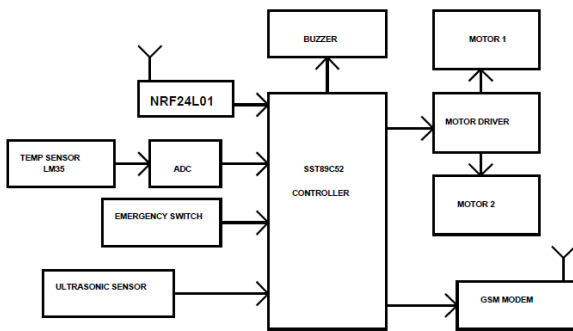 BUZZER
MOTOR 1
NRF24L01
MOTOR DRIVER
TEMP SENSOR
LM35
ADC
SST89C52
CONTROLLER
EMERGENCY SWITCH
MOTOR 2
ULTRASONIC SENSOR
GSM MODEM